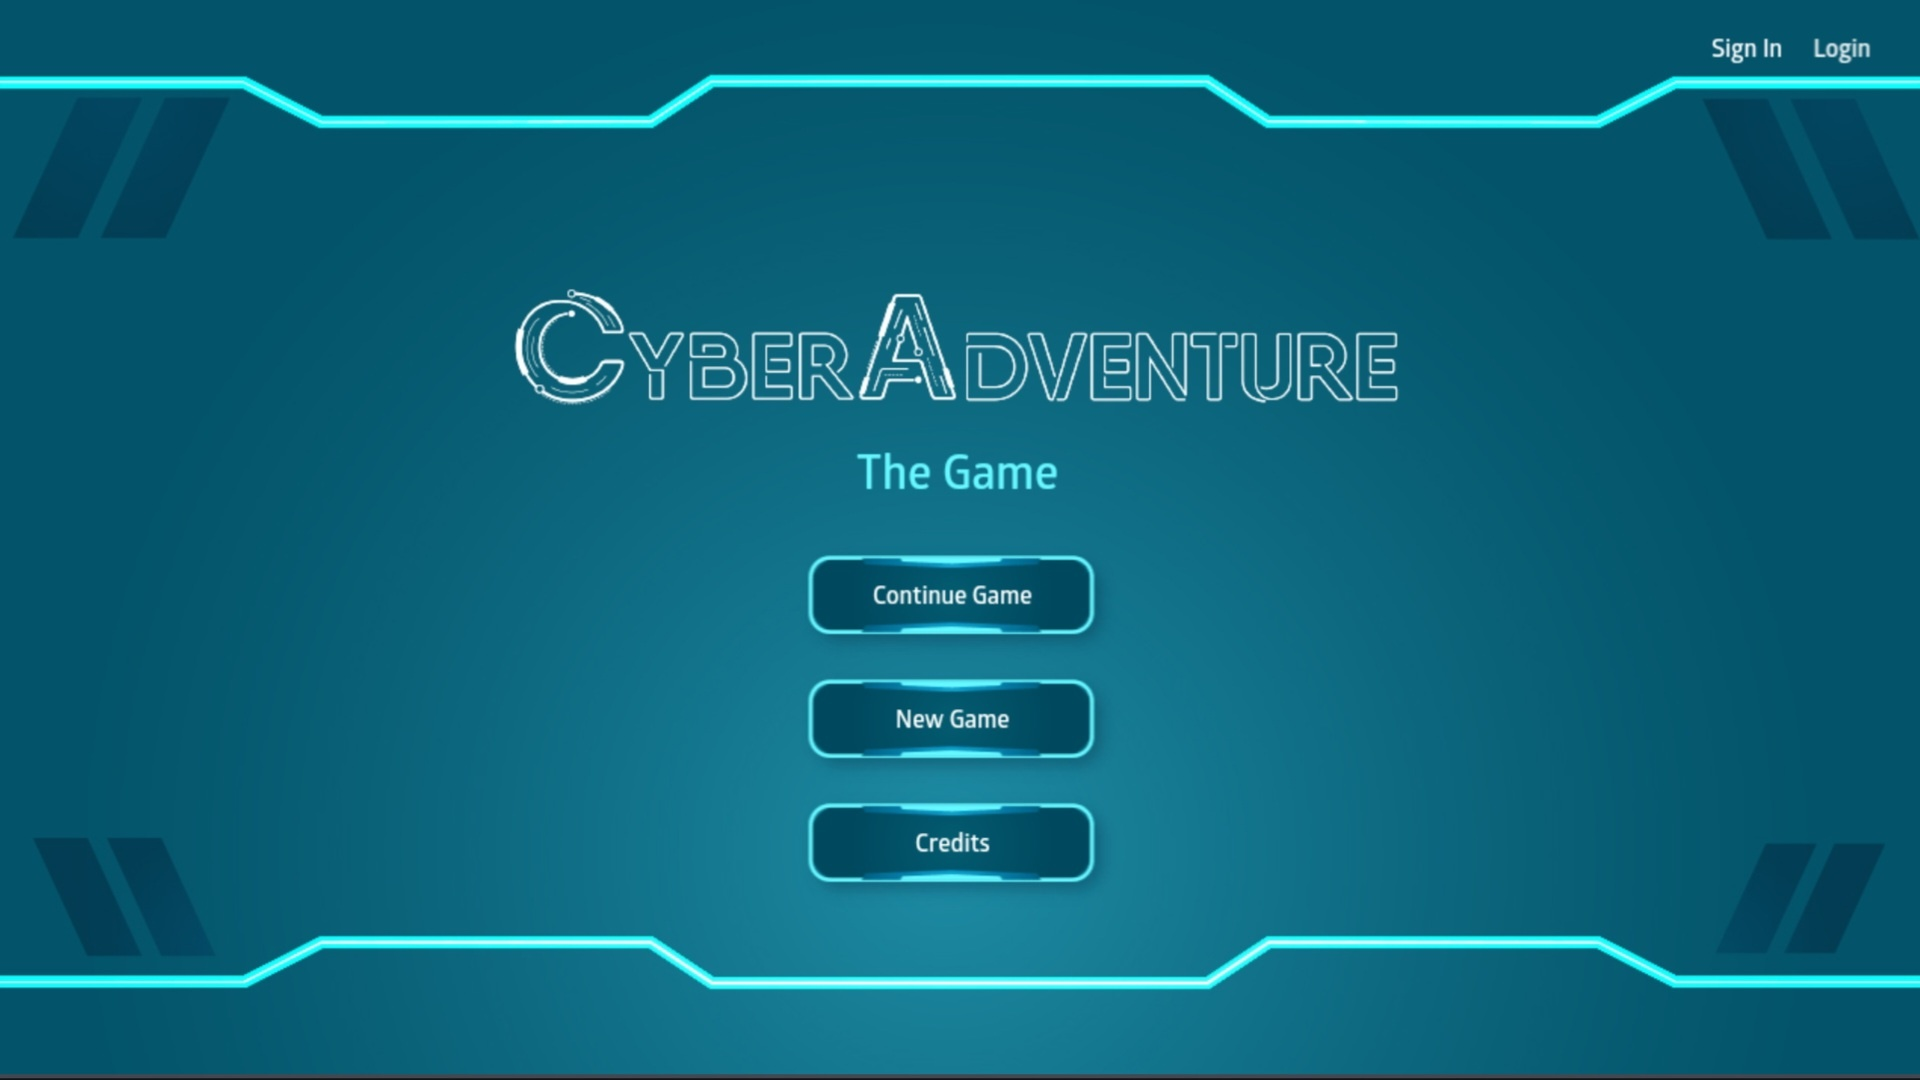 Sign In Login
CYBERADVENTURE
The Game
Continue Game
New Game
Credits